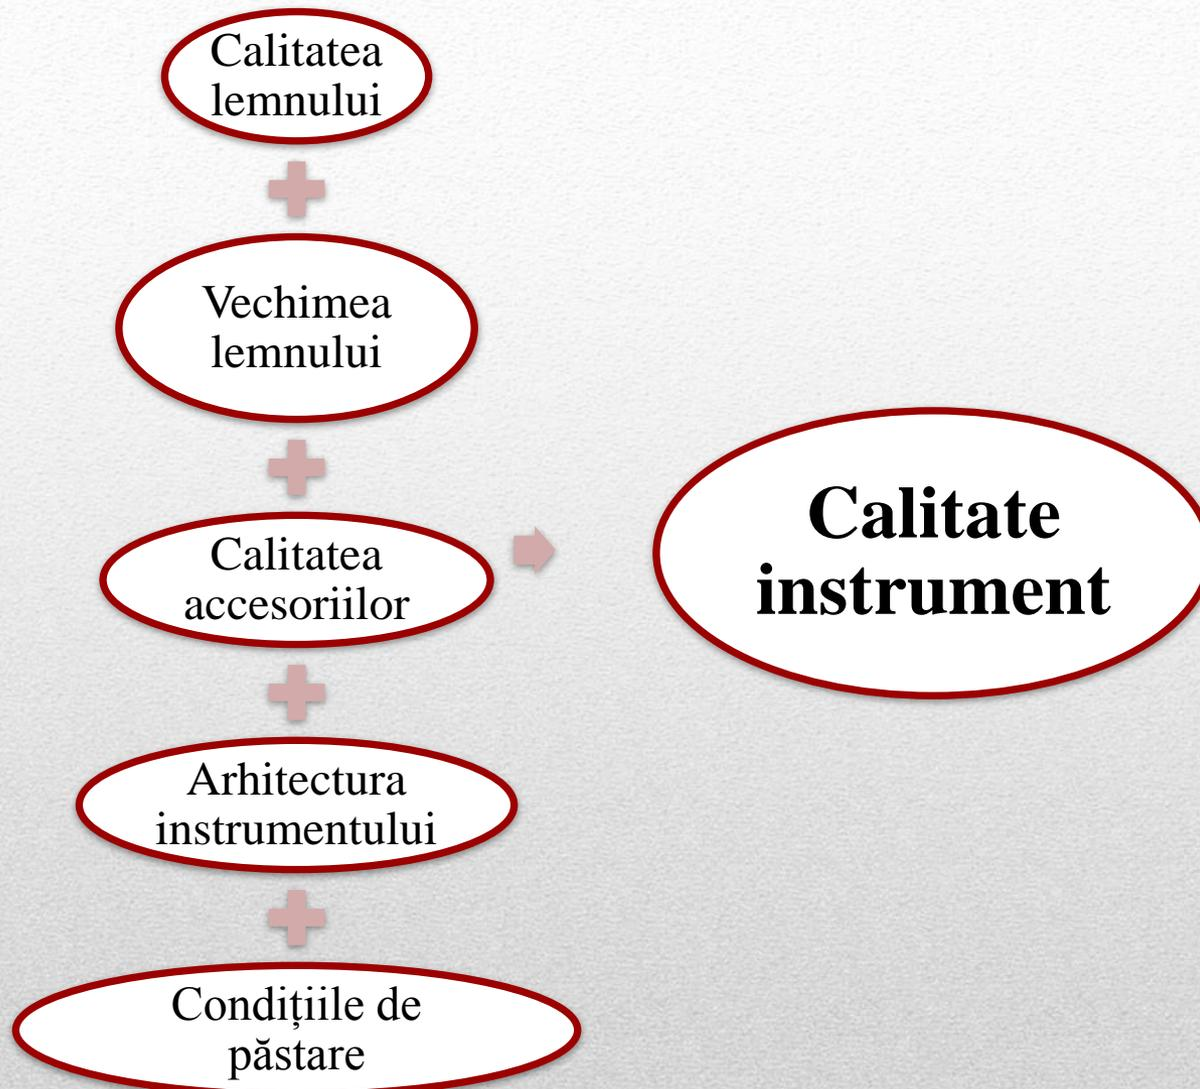 Calitatea
lemnului
Vechimea
lemnului
Calitatea
accesoriilor
Arhitectura
instrumentului
Condițiile de
păstare
Calitate
instrument